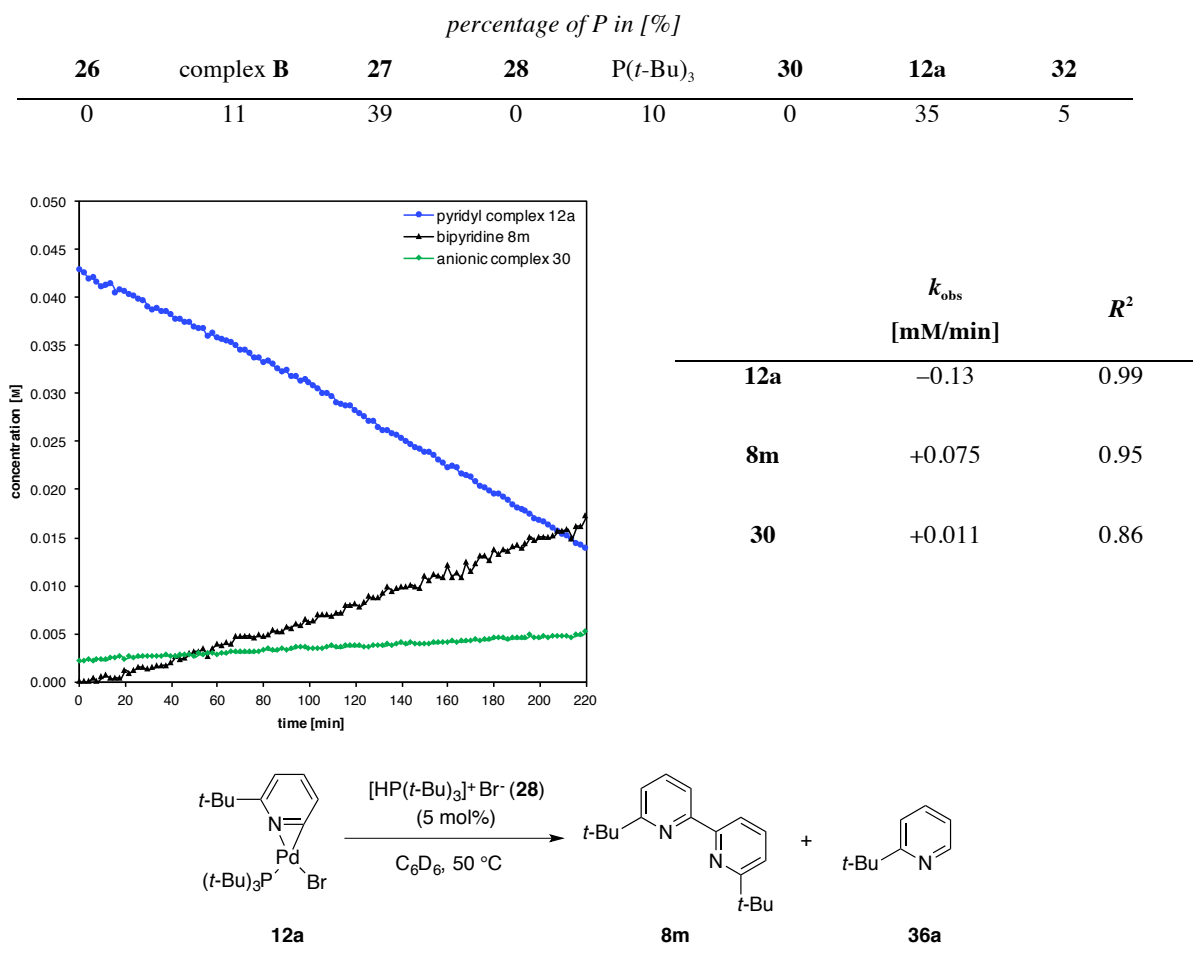 percentage of P in [%]
26 complex B 27 28 P(t-Bu)₃ 30 12a 32
0 11 39 0 10 0 35 5
0.050
0.045
0.040
0.035
0.030
0.025
0.020
0.015
0.010
0.005
0.000
concentration [M]
pyridyl complex 12a
bipyridine 8m
anionic complex 30
0 20 40 60 80 100 120 140 160 180 200 220
time [min]
k_obs R²
[mM/min]
12a –0.13 0.99
8m +0.075 0.95
30 +0.011 0.86
t-Bu
N
Pd
(t-Bu)₃P
Br
12a
[HP(t-Bu)₃]⁺Br⁻ (28)
(5 mol%)
C₆D₆, 50 °C
t-Bu
N
N
t-Bu
8m
+
t-Bu
N
36a